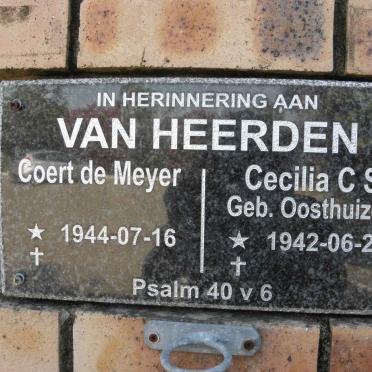 IN HERINNERING AAN
VAN HEERDEN
Coert de Meyer
★ 1944-07-16
✝
Cecilia C S
Geb. Oosthuiz
★ 1942-06-2
✝
Psalm 40 v 6